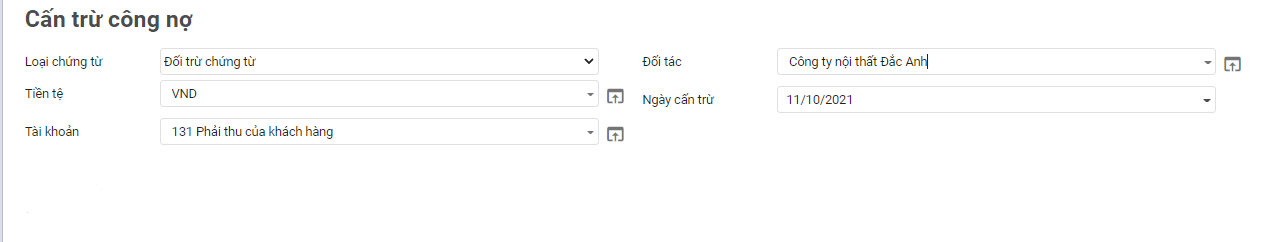 Cấn trừ công nợ
Loại chứng từ Đối trừ chứng từ Đối tác Công ty nội thất Đắc Anh
Tiền tệ VND Ngày cấn trừ 11/10/2021
Tài khoản 131 Phải thu của khách hàng